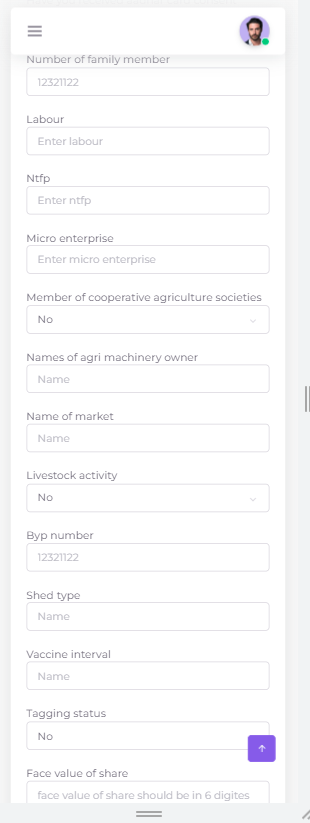 Number of family member
12321122
Labour
Enter labour
Ntfp
Enter ntfp
Micro enterprise
Enter micro enterprise
Member of cooperative agriculture societies
No
Names of agri machinery owner
Name
Name of market
Name
Livestock activity
No
Byp number
12321122
Shed type
Name
Vaccine interval
Name
Tagging status
No
Face value of share
face value of share should be in 6 digites